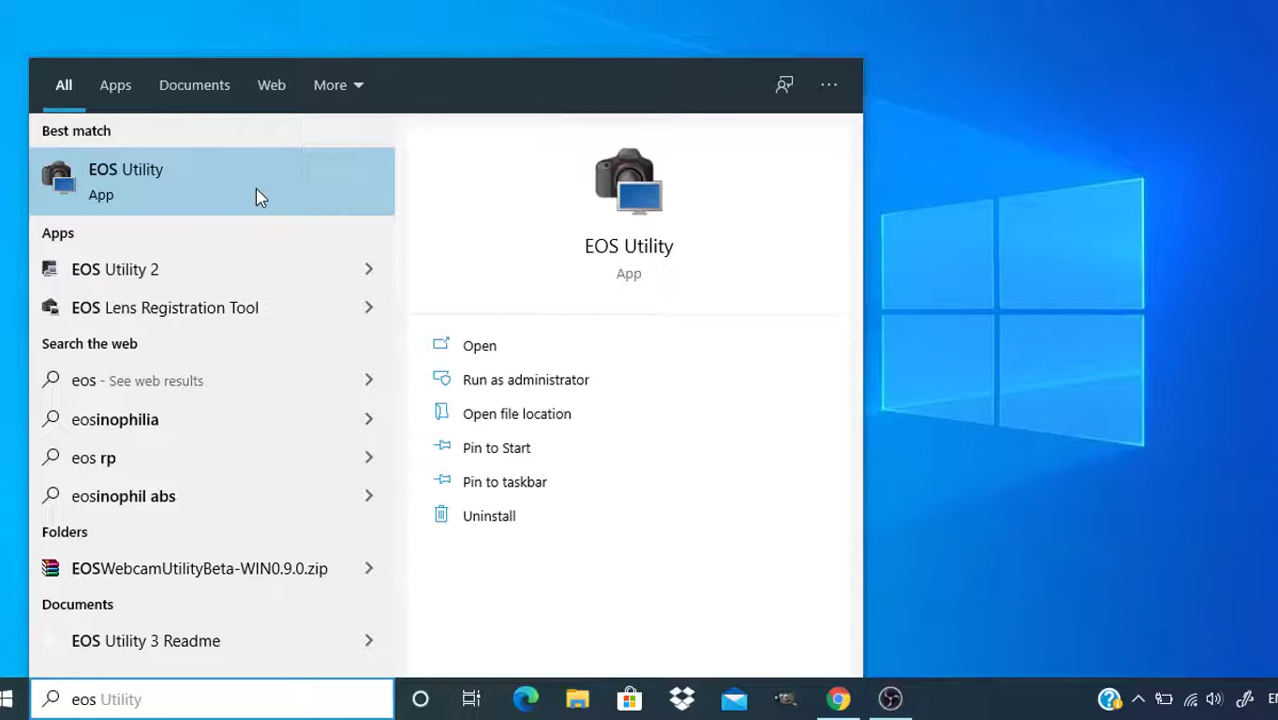 All Apps Documents Web More
Best match
EOS Utility
App
Apps
EOS Utility 2
EOS Lens Registration Tool
Search the web
eos - See web results
eosinophilia
eos rp
eosinophil abs
Folders
EOSWebcamUtilityBeta-WIN0.9.0.zip
Documents
EOS Utility 3 Readme
EOS Utility
App
Open
Run as administrator
Open file location
Pin to Start
Pin to taskbar
Uninstall
eos Utility